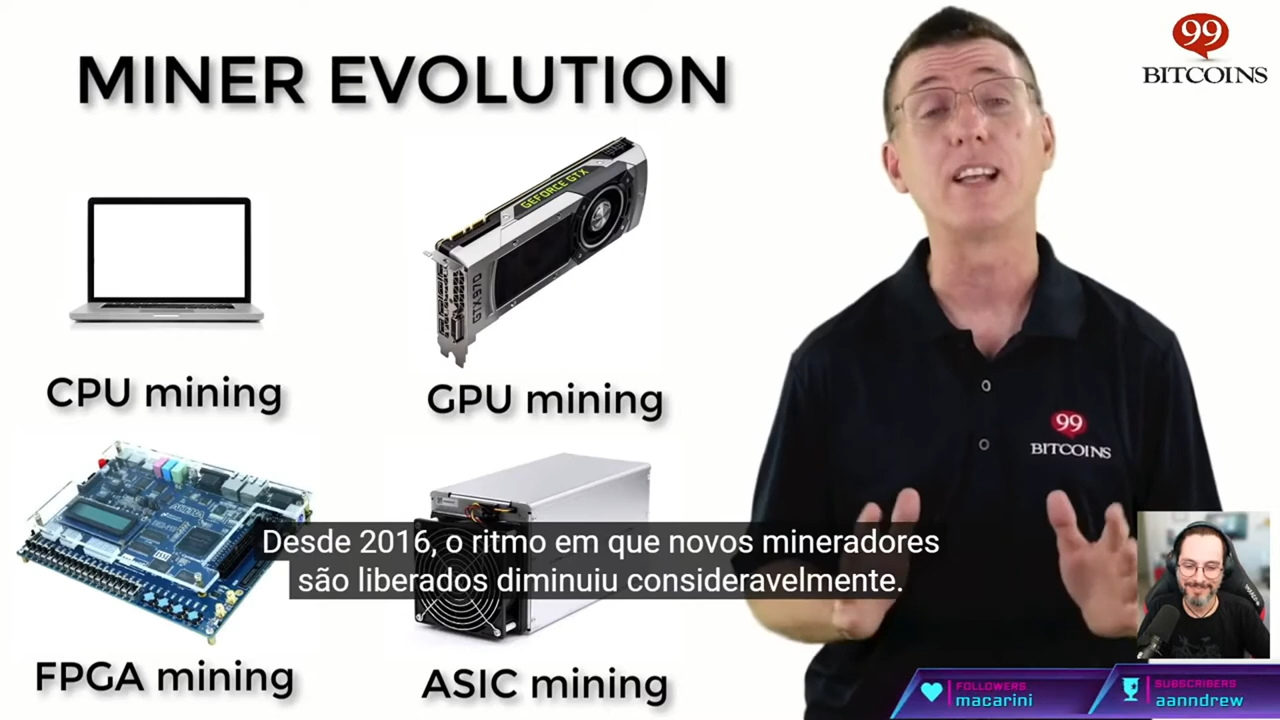 MINER EVOLUTION
99
BITCOINS
GEFORCE GTX
GTX 970
CPU mining
GPU mining
99
BITCOINS
Desde 2016, o ritmo em que novos mineradores
são liberados diminuiu consideravelmente.
FPGA mining
ASIC mining
FOLLOWERS
macarini
SUBSCRIBERS
aanndrew